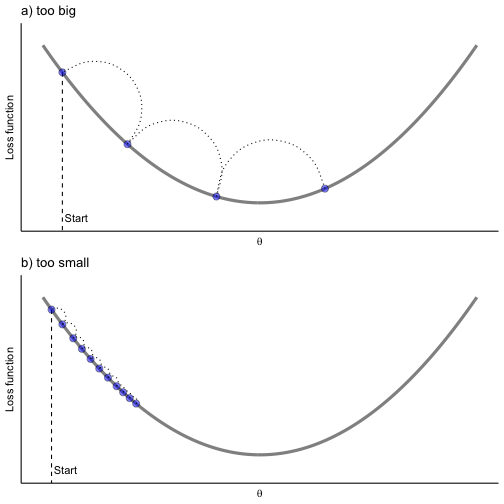 a) too big
Loss function
Start
θ
b) too small
Loss function
Start
θ